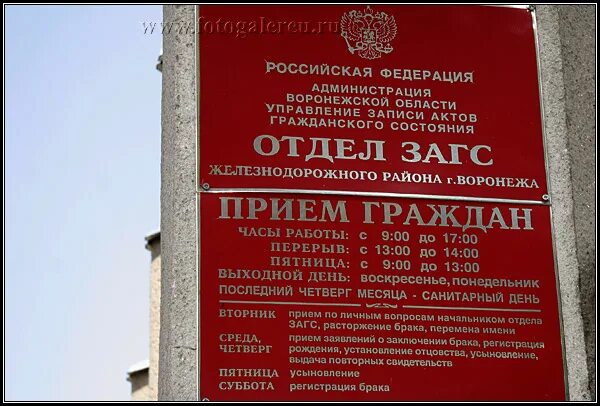 www.fotogalereu.ru
РОССИЙСКАЯ ФЕДЕРАЦИЯ
АДМИНИСТРАЦИЯ
ВОРОНЕЖСКОЙ ОБЛАСТИ
УПРАВЛЕНИЕ ЗАПИСИ АКТОВ
ГРАЖДАНСКОГО СОСТОЯНИЯ
ОТДЕЛ ЗАГС
ЖЕЛЕЗНОДОРОЖНОГО РАЙОНА г.ВОРОНЕЖА
ПРИЕМ ГРАЖДАН
ЧАСЫ РАБОТЫ: с 9:00 до 17:00
ПЕРЕРЫВ: с 13:00 до 14:00
ПЯТНИЦА: с 9:00 до 13:00
ВЫХОДНОЙ ДЕНЬ: воскресенье, понедельник
ПОСЛЕДНИЙ ЧЕТВЕРГ МЕСЯЦА - САНИТАРНЫЙ ДЕНЬ
ВТОРНИК прием по личным вопросам начальником отдела
ЗАГС, расторжение брака, перемена имени
СРЕДА, прием заявлений о заключении брака, регистрация
ЧЕТВЕРГ рождения, установление отцовства, усыновление,
выдача повторных свидетельств
ПЯТНИЦА усыновление
СУББОТА регистрация брака